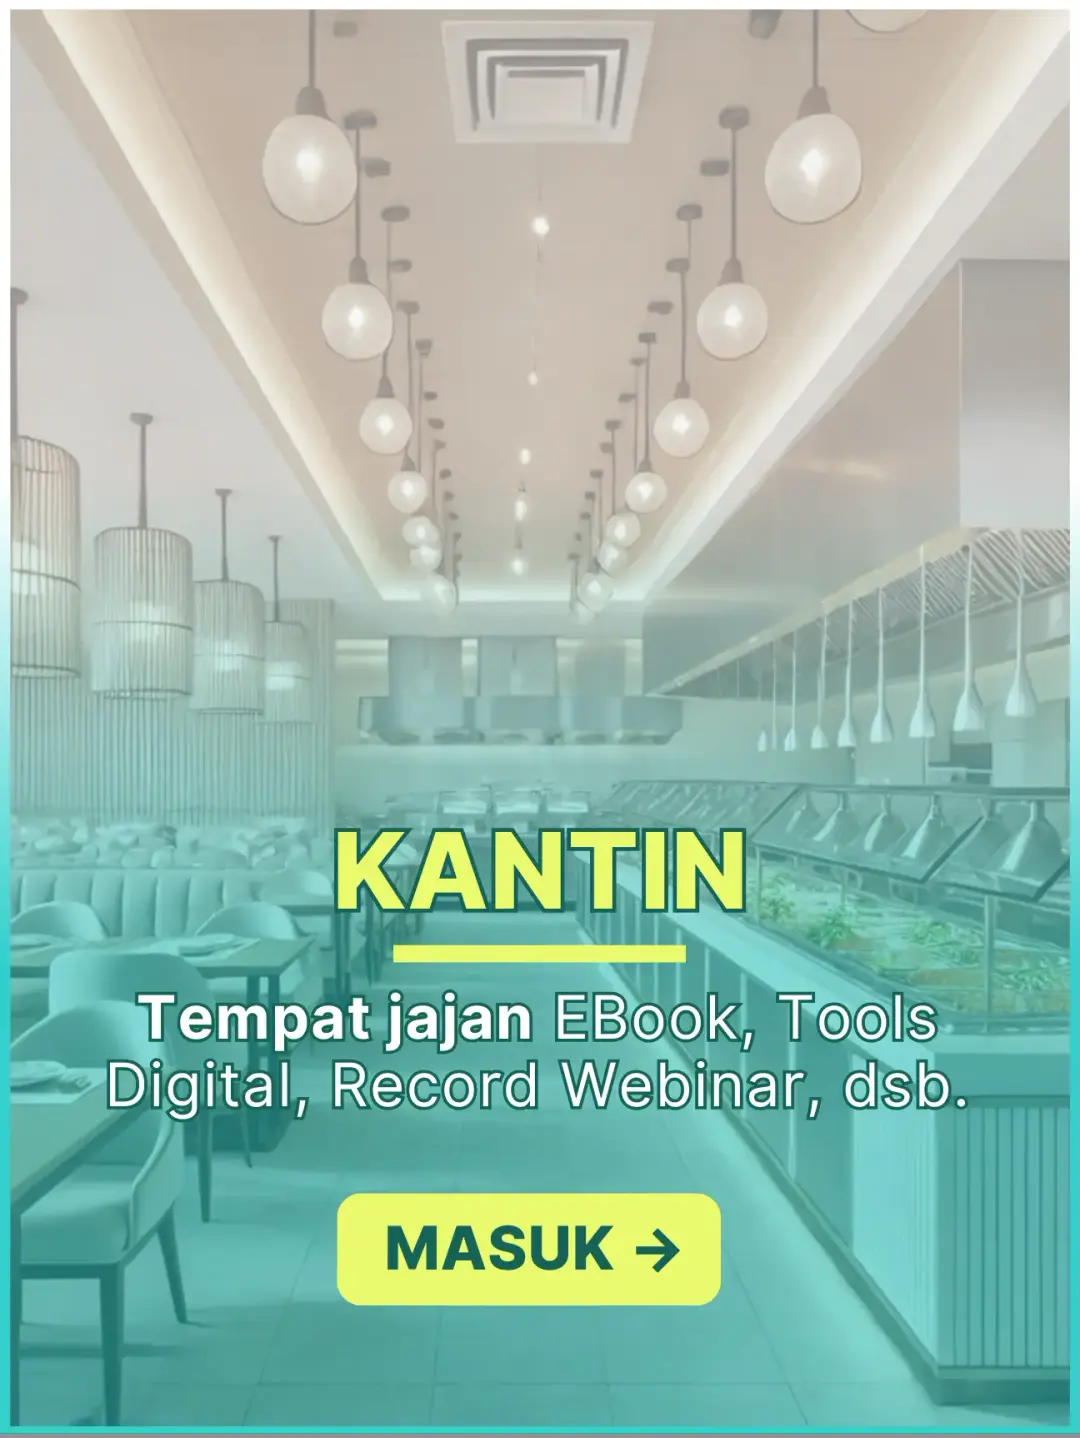 KANTIN
Tempat jajan EBook, Tools
Digital, Record Webinar, dsb.
MASUK →